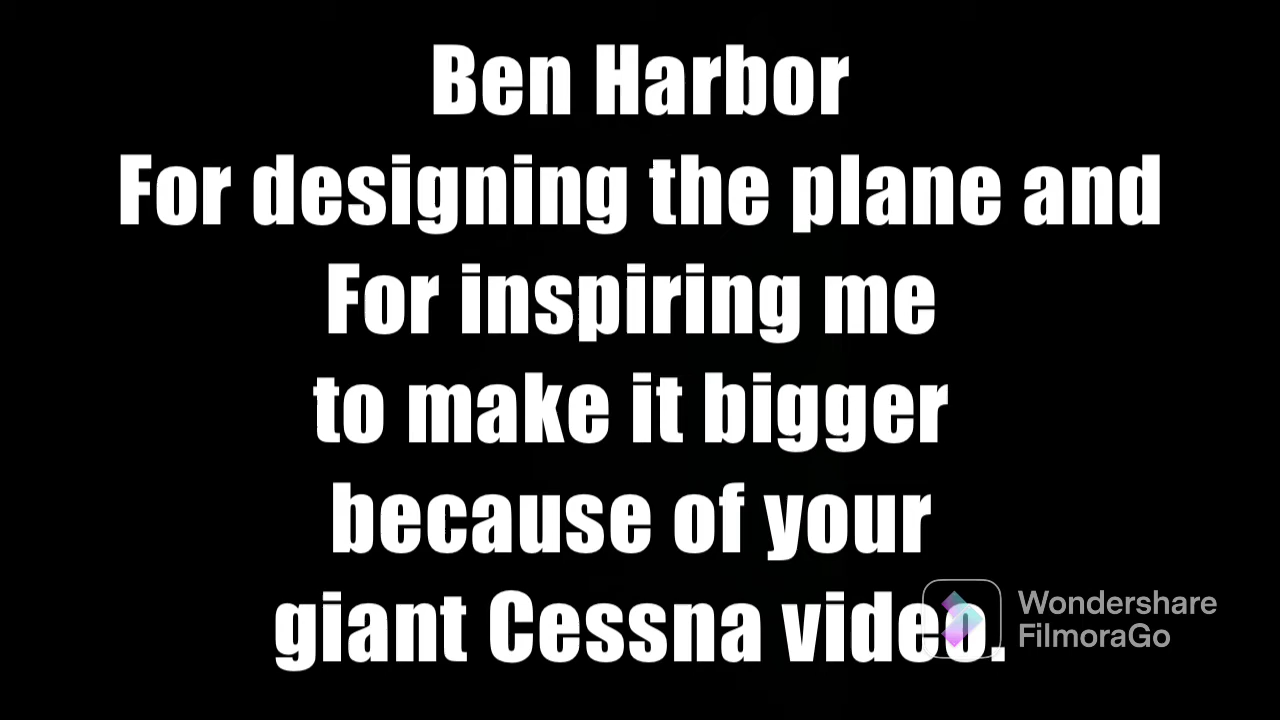 Ben Harbor
For designing the plane and
For inspiring me
to make it bigger
because of your
giant Cessna video.
Wondershare
FilmoraGo